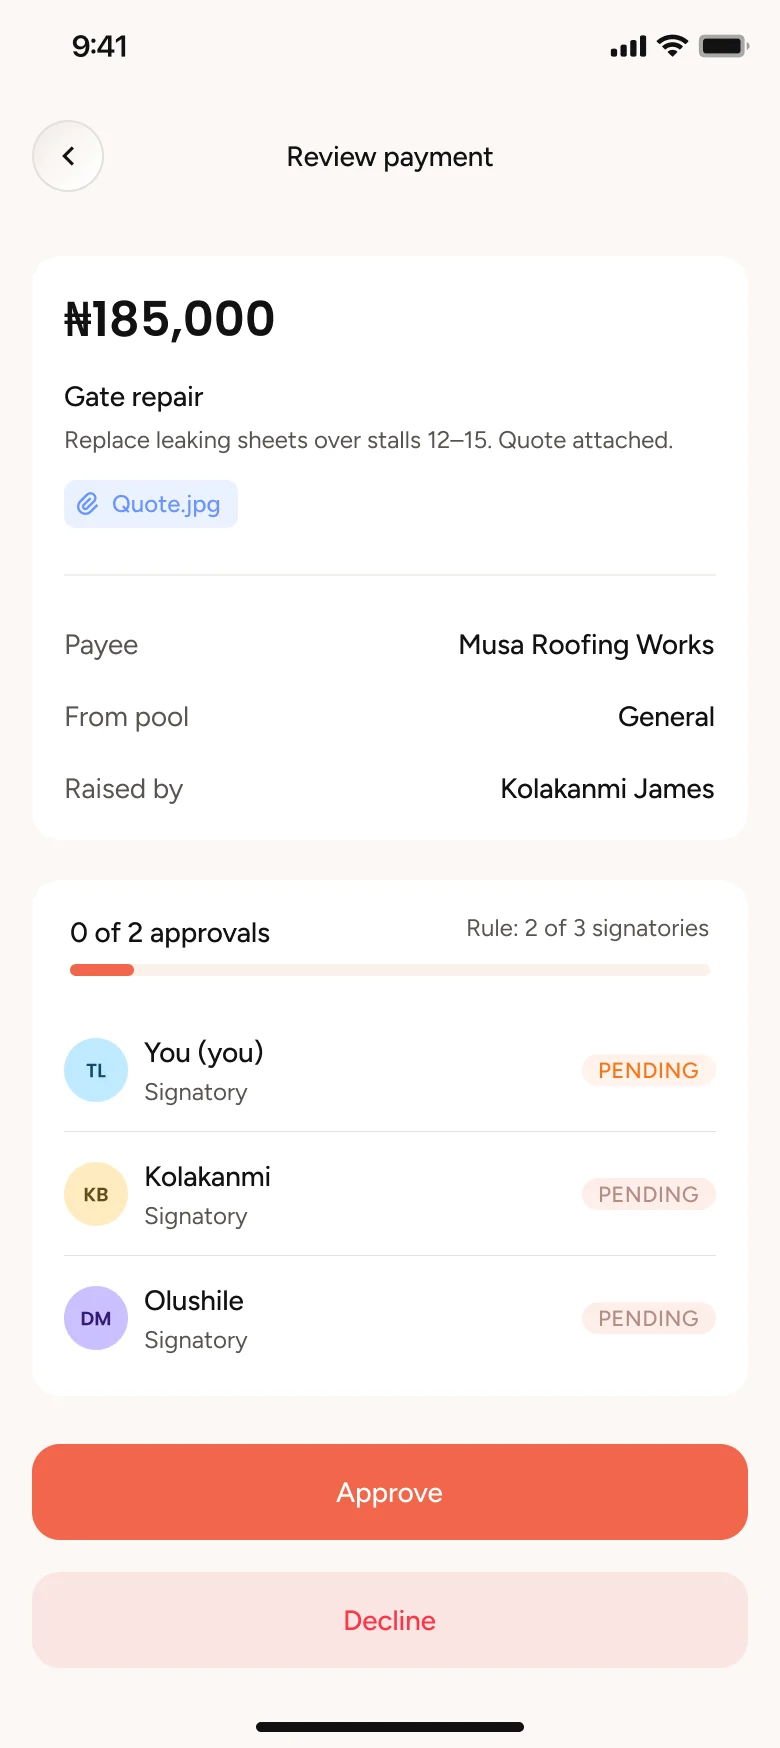 9:41
Review payment
₦185,000
Gate repair
Replace leaking sheets over stalls 12–15. Quote attached.
Quote.jpg
Payee Musa Roofing Works
From pool General
Raised by Kolakanmi James
0 of 2 approvals Rule: 2 of 3 signatories
TL You (you) PENDING
Signatory
KB Kolakanmi PENDING
Signatory
DM Olushile PENDING
Signatory
Approve
Decline